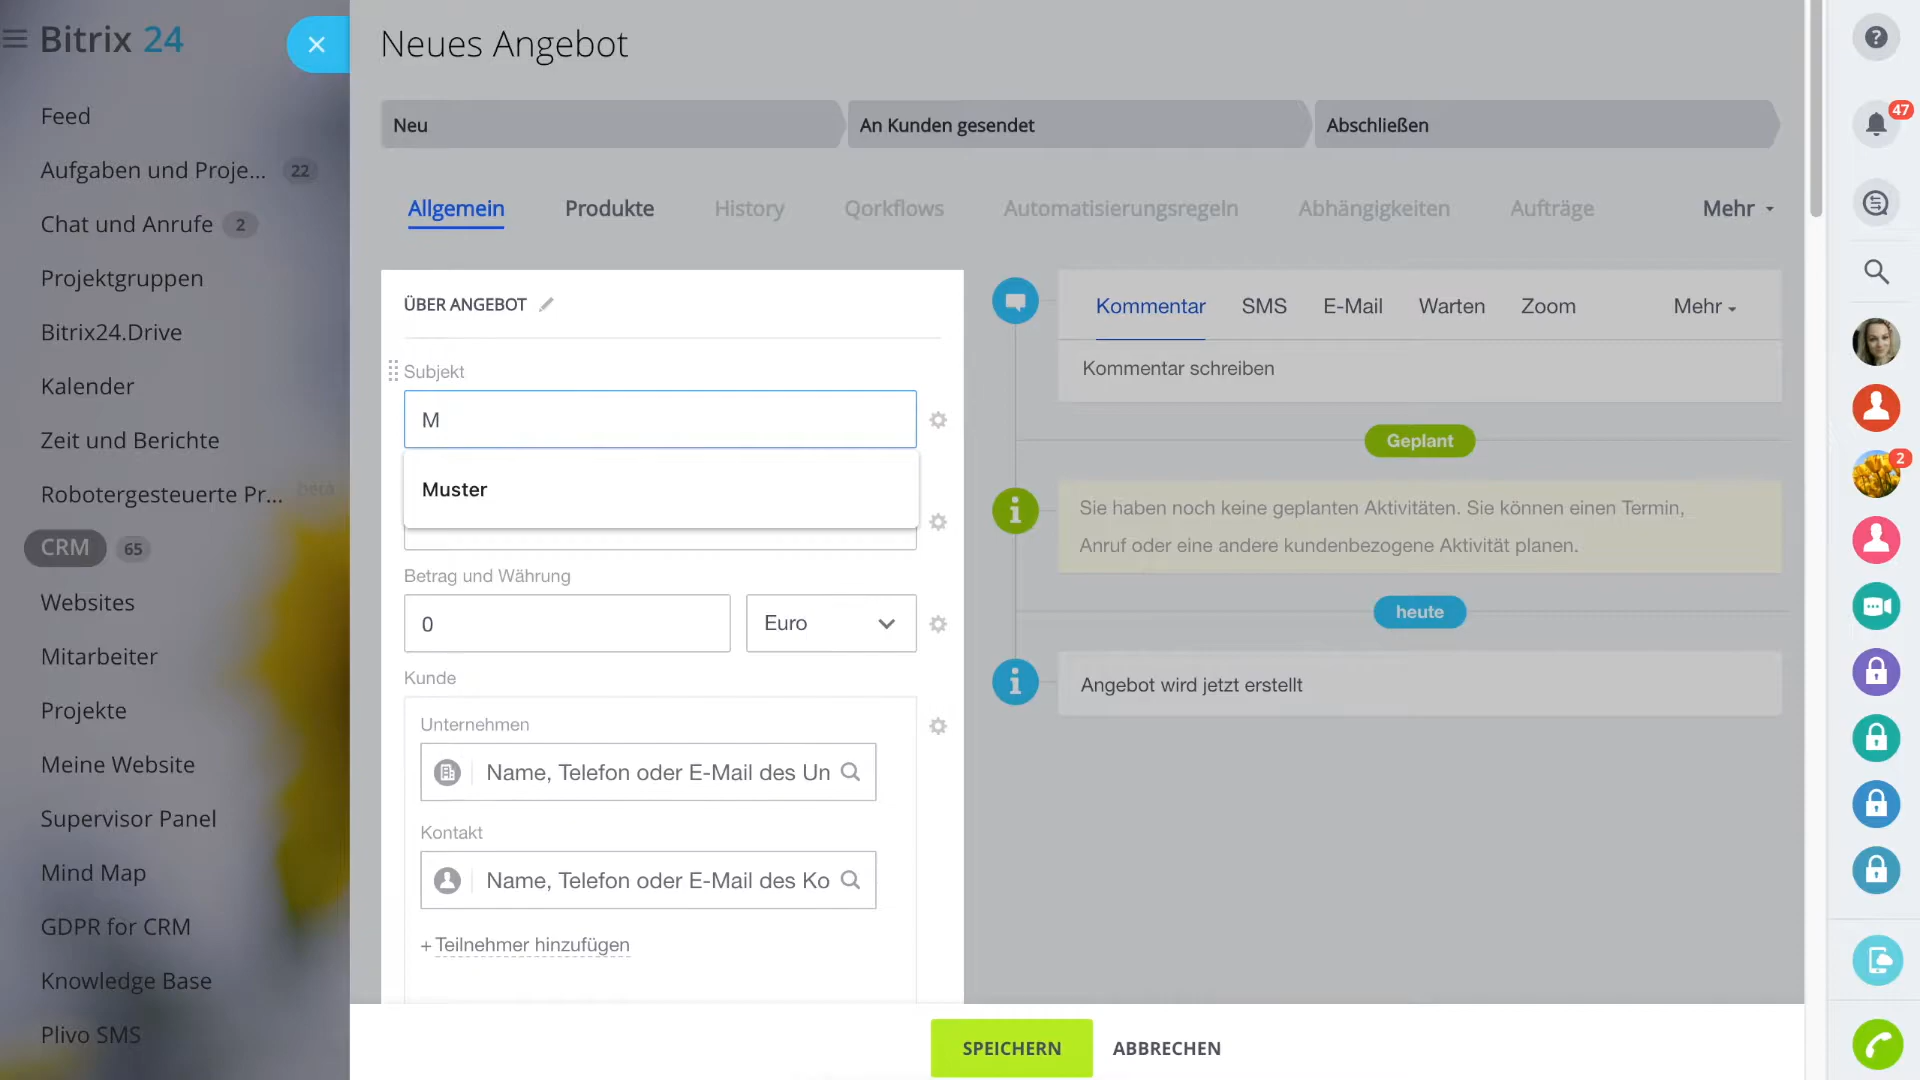 Bitrix 24
Feed
Aufgaben und Proje... 22
Chat und Anrufe 2
Projektgruppen
Bitrix24.Drive
Kalender
Zeit und Berichte
Robotergesteuerte Pr... beta
CRM 65
Websites
Mitarbeiter
Projekte
Meine Website
Supervisor Panel
Mind Map
GDPR for CRM
Knowledge Base
Plivo SMS
Neues Angebot
Neu
An Kunden gesendet
Abschließen
Allgemein
Produkte
History
Qorkflows
Automatisierungsregeln
Abhängigkeiten
Aufträge
Mehr
ÜBER ANGEBOT
Subjekt
M
Muster
Betrag und Währung
0
Euro
Kunde
Unternehmen
Name, Telefon oder E-Mail des Un
Kontakt
Name, Telefon oder E-Mail des Ko
+ Teilnehmer hinzufügen
Kommentar
SMS
E-Mail
Warten
Zoom
Mehr
Kommentar schreiben
Geplant
Sie haben noch keine geplanten Aktivitäten. Sie können einen Termin,
Anruf oder eine andere kundenbezogene Aktivität planen.
heute
Angebot wird jetzt erstellt
SPEICHERN
ABBRECHEN
?
47
2